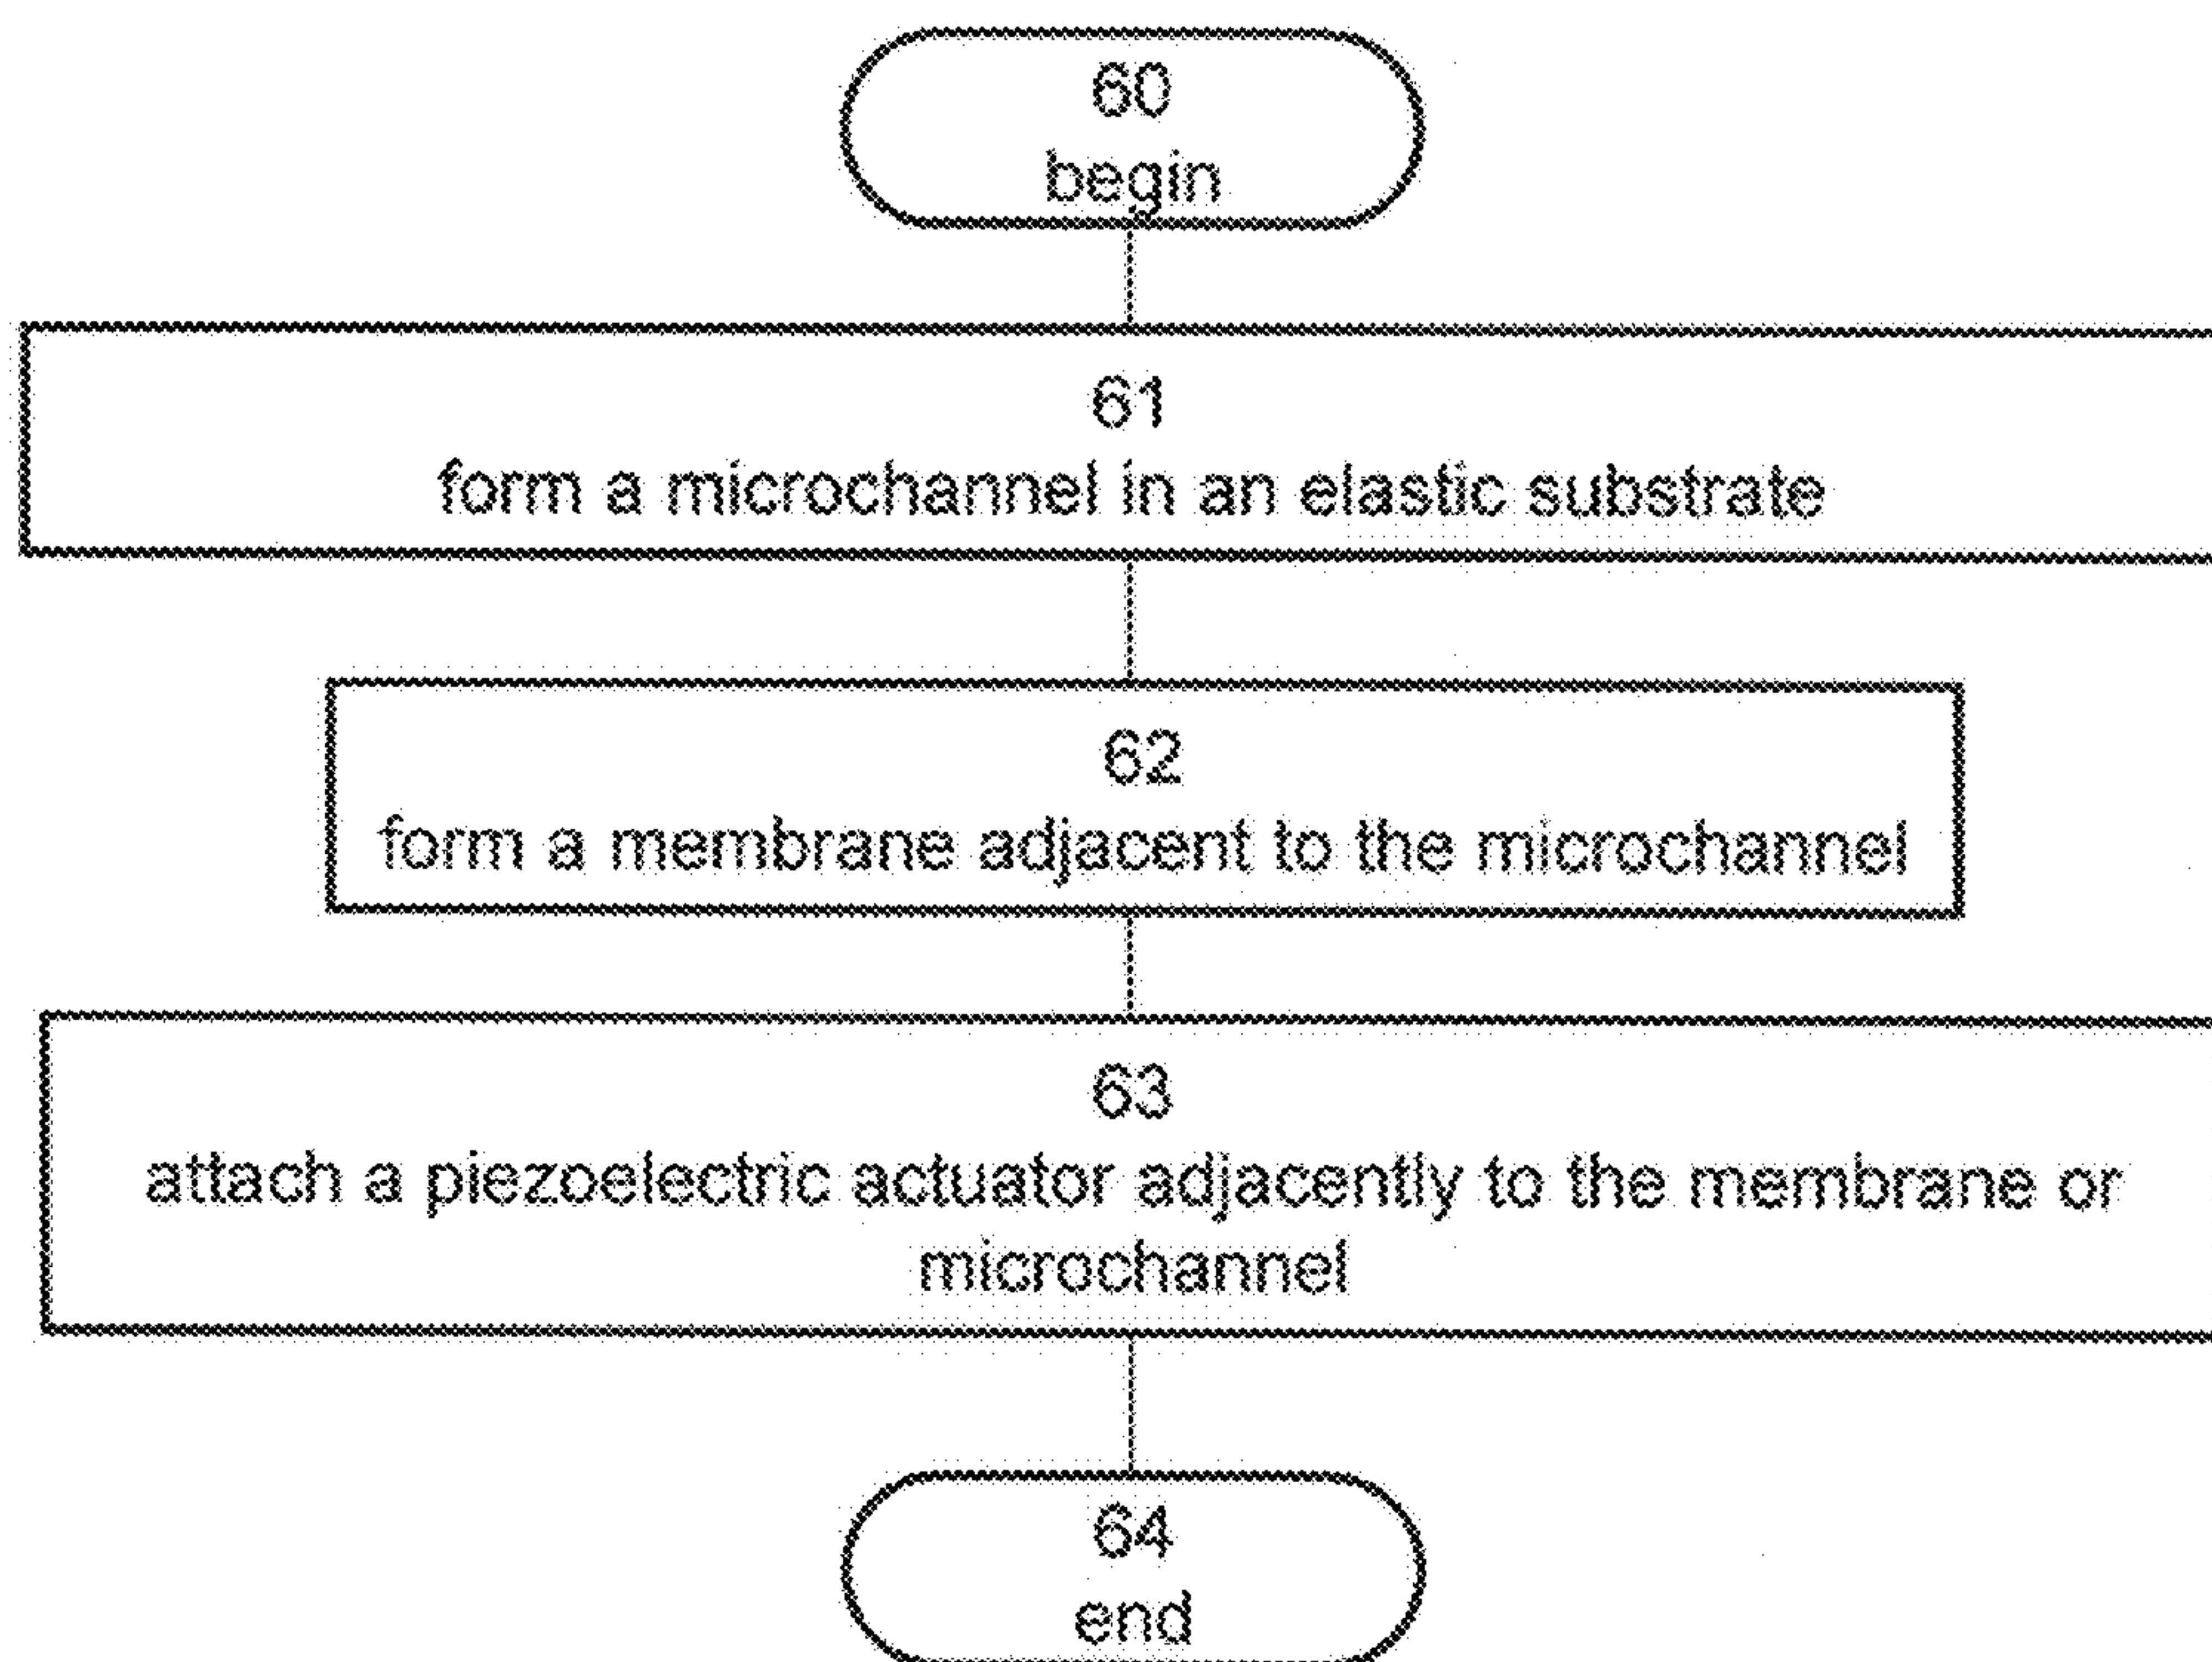 60
begin
61
form a microchannel in an elastic substrate
62
form a membrane adjacent to the microchannel
63
attach a piezoelectric actuator adjacently to the membrane or
microchannel
64
end